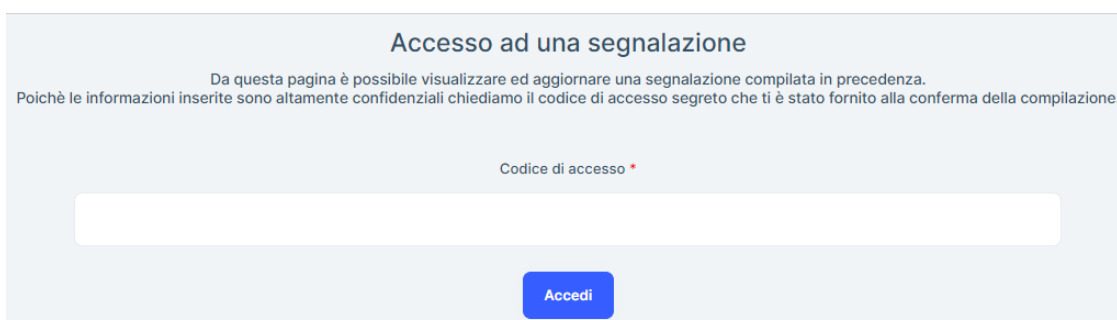 Accesso ad una segnalazione
Da questa pagina è possibile visualizzare ed aggiornare una segnalazione compilata in precedenza.
Poichè le informazioni inserite sono altamente confidenziali chiediamo il codice di accesso segreto che ti è stato fornito alla conferma della compilazione
Codice di accesso *
Accedi